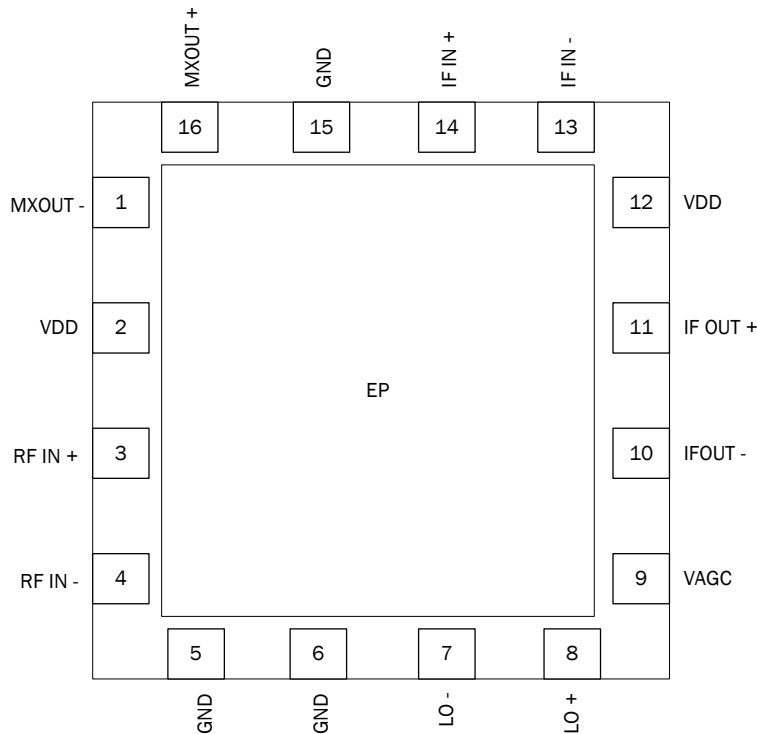 MXOUT +
GND
IF IN +
IF IN -
16
15
14
13
MXOUT -
1
12
VDD
VDD
2
11
IF OUT +
EP
RF IN +
3
10
IFOUT -
RF IN -
4
9
VAGC
5
6
7
8
GND
GND
LO -
LO +